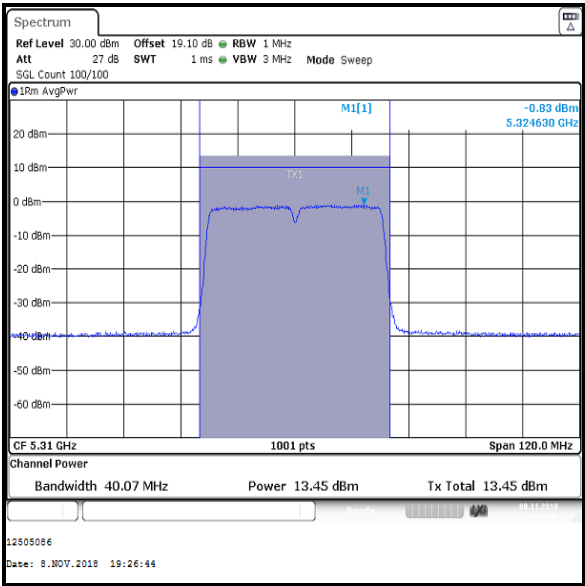 Spectrum
Ref Level 30.00 dBm Offset 19.10 dB RBW 1 MHz
Att 27 dB SWT 1 ms VBW 3 MHz Mode Sweep
SGL Count 100/100
1Rm AvgPwr
M1[1] -0.83 dBm
5.324630 GHz
20 dBm
10 dBm
TX1
M1
0 dBm
-10 dBm
-20 dBm
-30 dBm
-40 dBm
-50 dBm
-60 dBm
CF 5.31 GHz 1001 pts Span 120.0 MHz
Channel Power
Bandwidth 40.07 MHz Power 13.45 dBm Tx Total 13.45 dBm
Ready 08.11.2018
12505086
Date: 8.NOV.2018 19:26:44